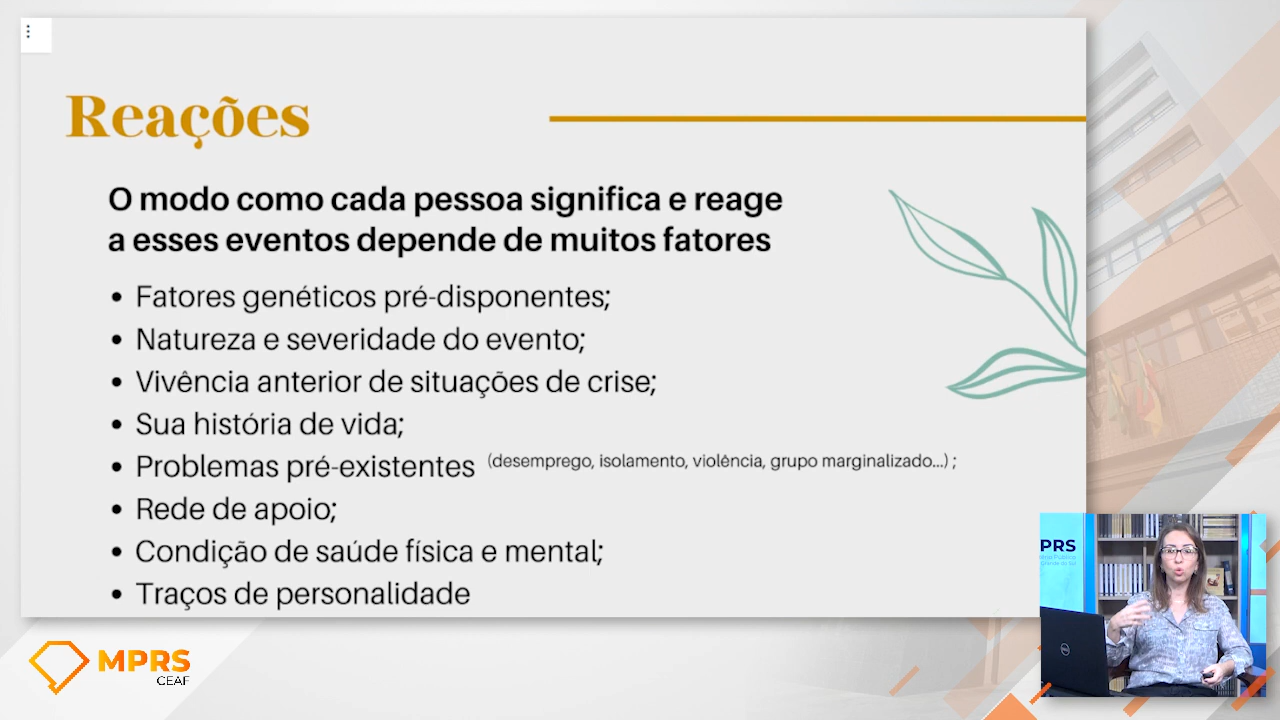 Reações
O modo como cada pessoa significa e reage
a esses eventos depende de muitos fatores
• Fatores genéticos pré-disponentes;
• Natureza e severidade do evento;
• Vivência anterior de situações de crise;
• Sua história de vida;
• Problemas pré-existentes (desemprego, isolamento, violência, grupo marginalizado...) ;
• Rede de apoio;
• Condição de saúde física e mental;
• Traços de personalidade
PRS
MPRS
CEAF